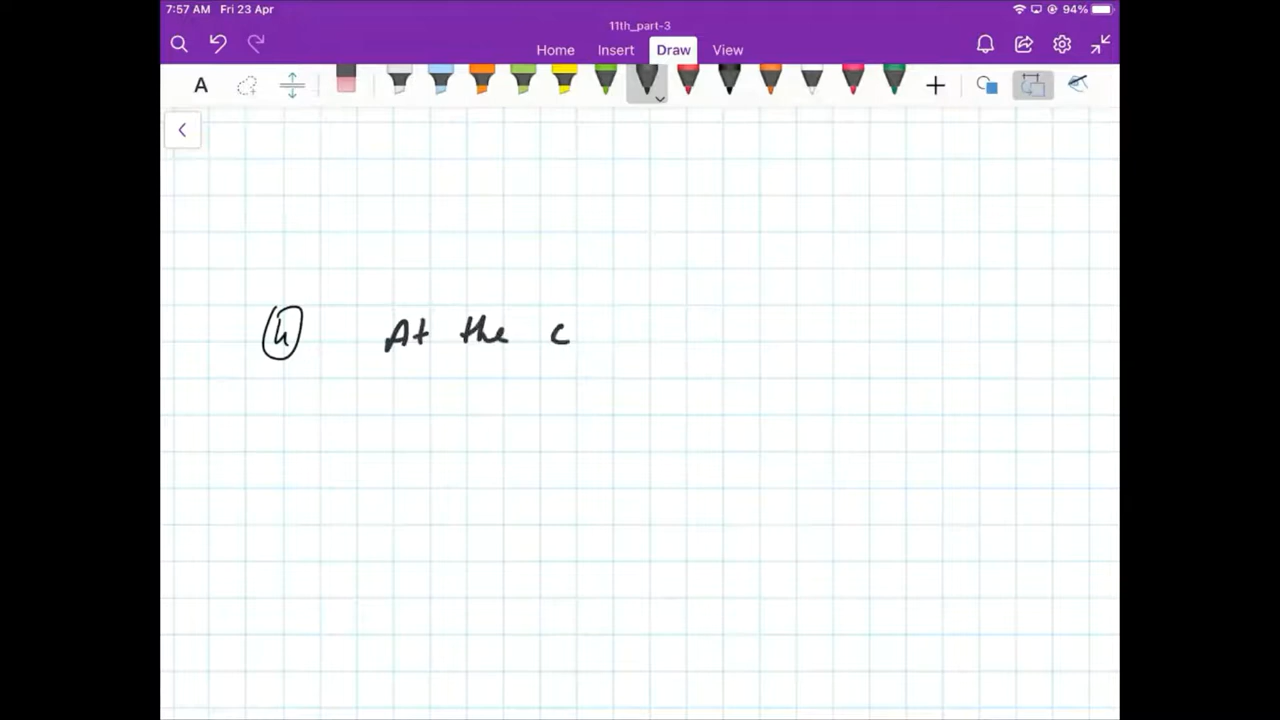 7:57 AM Fri 23 Apr
94%
11th_part-3
Home Insert Draw View
A
(h) At the c